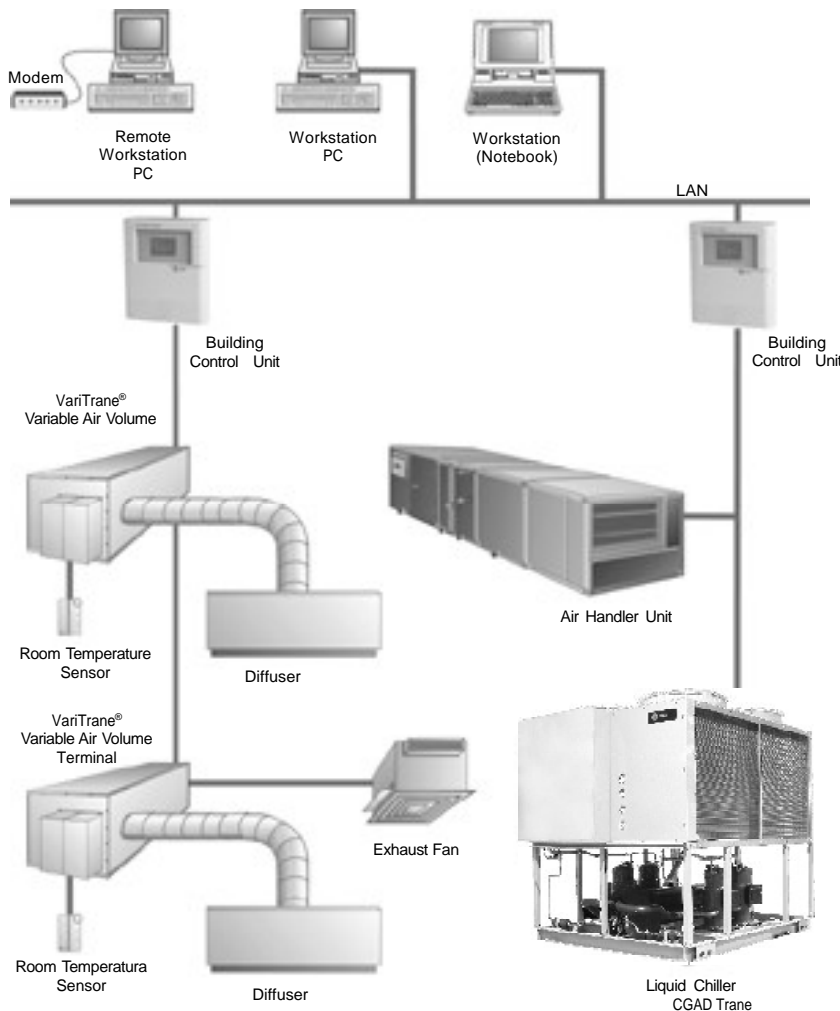 Modem
Remote
Workstation
PC
Workstation
PC
Workstation
(Notebook)
LAN
Building
Control Unit
Building
Control Unit
VariTrane®
Variable Air Volume
Air Handler Unit
Room Temperature
Sensor
Diffuser
VariTrane®
Variable Air Volume
Terminal
Exhaust Fan
Room Temperatura
Sensor
Diffuser
Liquid Chiller
CGAD Trane